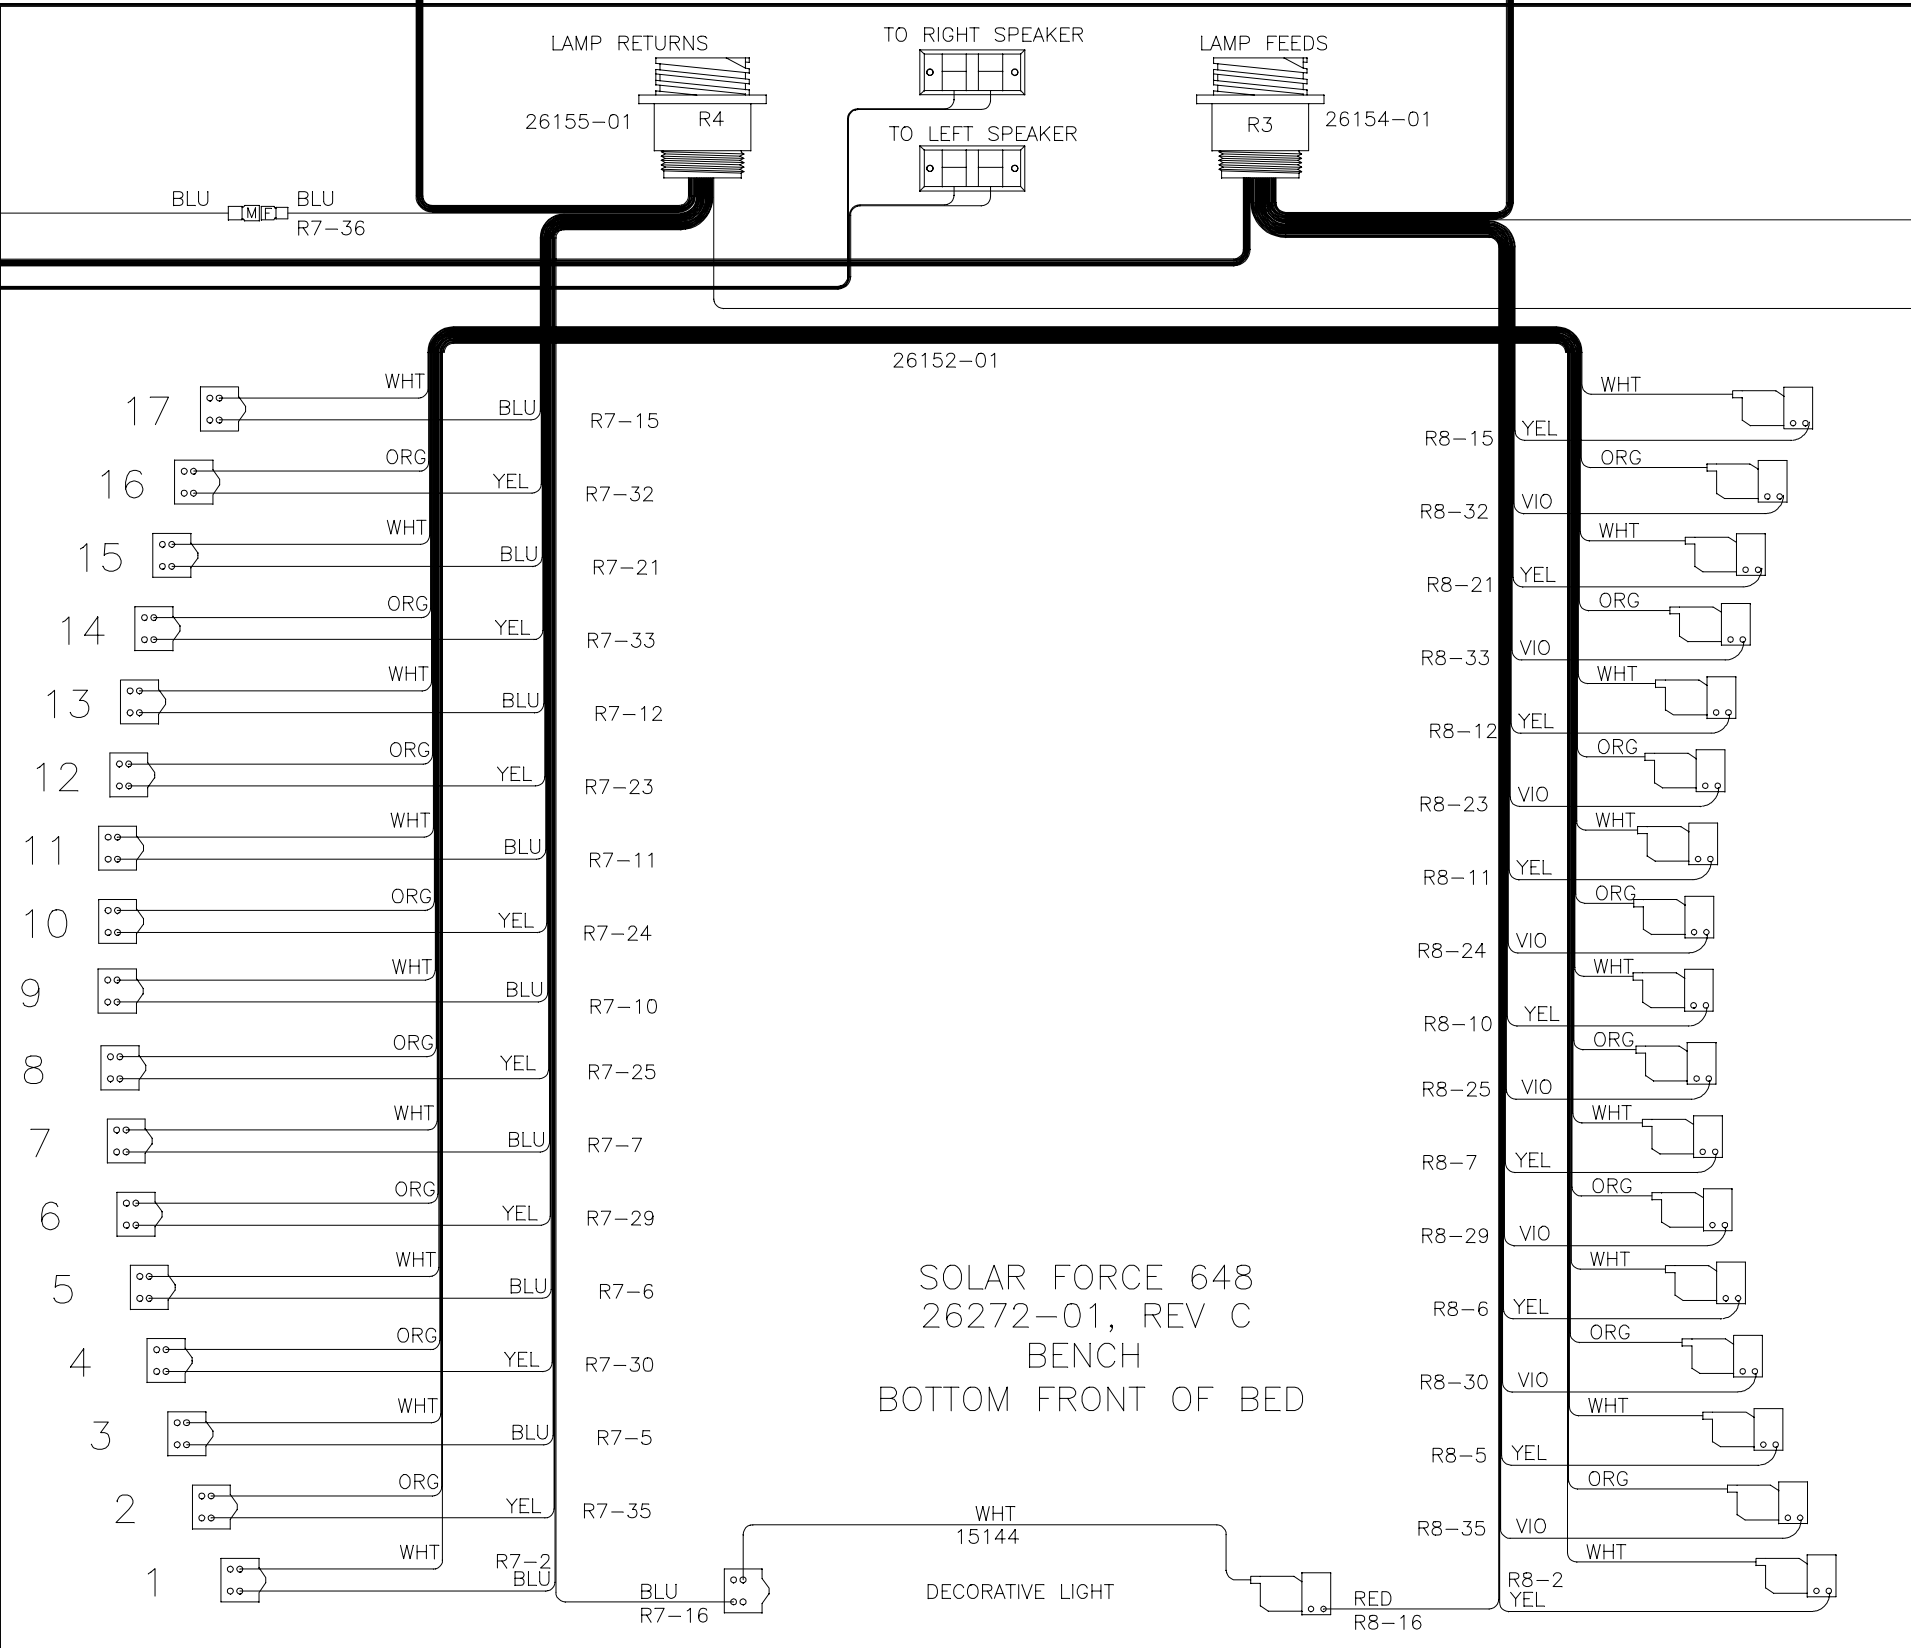 LAMP RETURNS
TO RIGHT SPEAKER
LAMP FEEDS
26155-01
R4
R3
26154-01
TO LEFT SPEAKER
BLU
M F
BLU
R7-36
26152-01
17
WHT
BLU
R7-15
R8-15
WHT
YEL
16
ORG
YEL
R7-32
R8-32
ORG
VIO
15
WHT
BLU
R7-21
R8-21
WHT
YEL
14
ORG
YEL
R7-33
R8-33
ORG
VIO
13
WHT
BLU
R7-12
R8-12
WHT
YEL
12
ORG
YEL
R7-23
R8-23
ORG
VIO
11
WHT
BLU
R7-11
R8-11
WHT
YEL
10
ORG
YEL
R7-24
R8-24
ORG
VIO
9
WHT
BLU
R7-10
R8-10
WHT
YEL
8
ORG
YEL
R7-25
R8-25
ORG
VIO
7
WHT
BLU
R7-7
R8-7
WHT
YEL
6
ORG
YEL
R7-29
R8-29
ORG
VIO
5
WHT
BLU
R7-6
R8-6
WHT
YEL
4
ORG
YEL
R7-30
R8-30
ORG
VIO
3
WHT
BLU
R7-5
R8-5
WHT
YEL
2
ORG
YEL
R7-35
R8-35
ORG
VIO
1
WHT
R7-2
BLU
WHT
R8-2
YEL
SOLAR FORCE 648
26272-01, REV C
BENCH
BOTTOM FRONT OF BED
WHT
15144
DECORATIVE LIGHT
BLU
R7-16
RED
R8-16